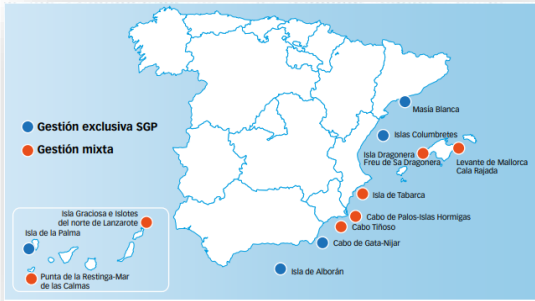 Masía Blanca
Islas Columbretes
Isla Dragonera
Freu de Sa Dragonera
Levante de Mallorca
Cala Rajada
Gestión exclusiva SGP
Gestión mixta
Isla de Tabarca
Cabo de Palos-Islas Hormigas
Cabo Tiñoso
Cabo de Gata-Nijar
Isla de Alborán
Isla Graciosa e Islotes
del norte de Lanzarote
Isla de la Palma
Punta de la Restinga-Mar
de las Calmas